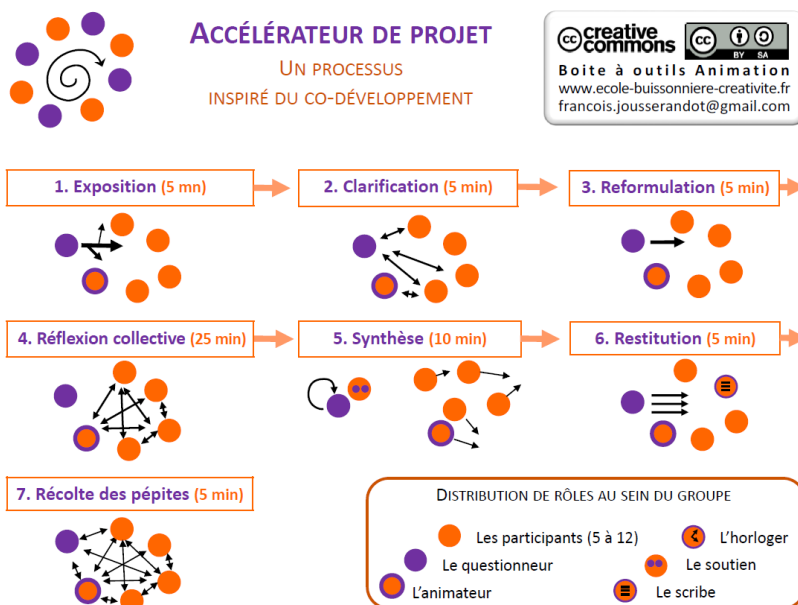 ACCÉLÉRATEUR DE PROJET
UN PROCESSUS
INSPIRÉ DU CO-DÉVELOPPEMENT
cc creative commons
cc BY SA
Boite à outils Animation
www.ecole-buissonniere-creativite.fr
francois.jousserandot@gmail.com
1. Exposition (5 mn)
2. Clarification (5 min)
3. Reformulation (5 min)
4. Réflexion collective (25 min)
5. Synthèse (10 min)
6. Restitution (5 min)
7. Récolte des pépites (5 min)
DISTRIBUTION DE RÔLES AU SEIN DU GROUPE
Les participants (5 à 12)
L'horloger
Le questionneur
Le soutien
L'animateur
Le scribe